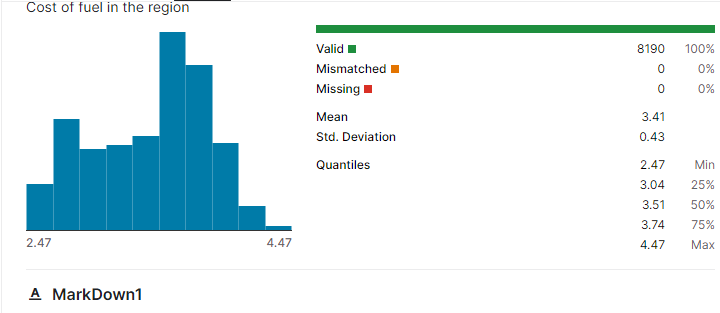 Cost of fuel in the region
2.47 4.47
Valid 8190 100%
Mismatched 0 0%
Missing 0 0%
Mean 3.41
Std. Deviation 0.43
Quantiles 2.47 Min
3.04 25%
3.51 50%
3.74 75%
4.47 Max
A MarkDown1